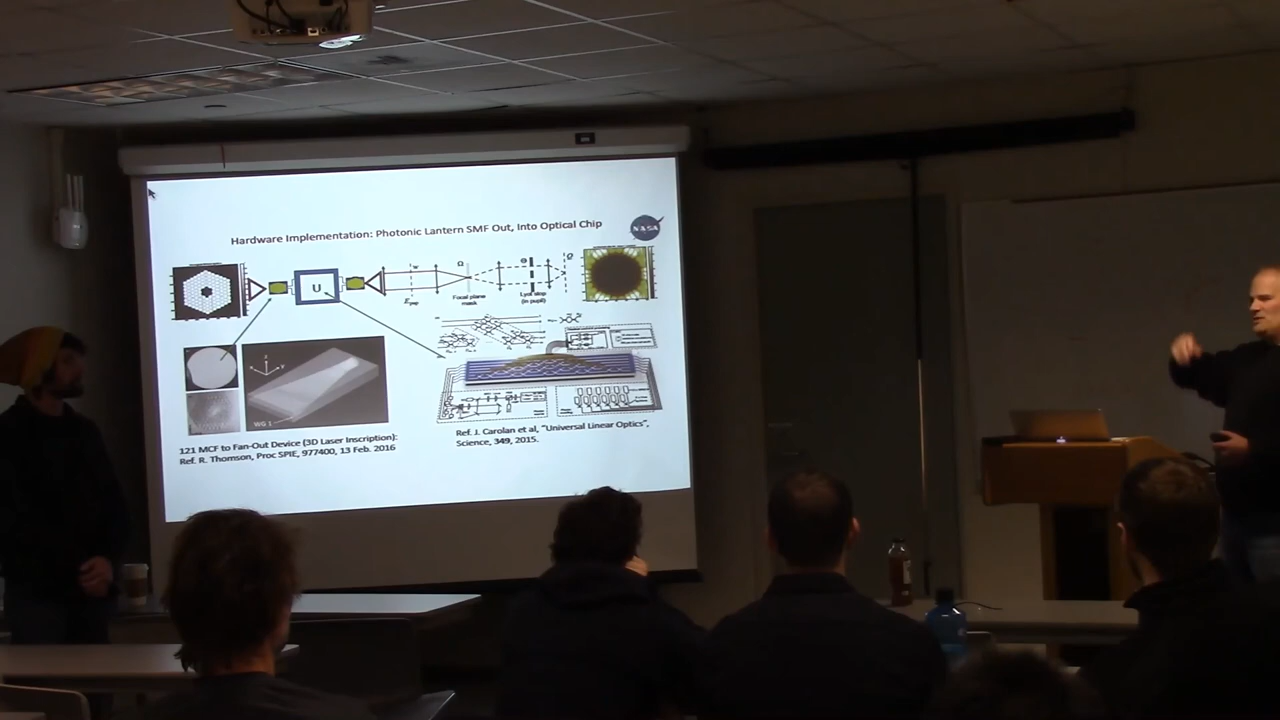 Hardware Implementation: Photonic Lantern SMF Out, Into Optical Chip
NASA
U
Ω
Θ
Focal plane
mask
Lyot stop
(in pupil)
WG 1
121 MCF to Fan-Out Device (3D Laser Inscription):
Ref. R. Thomson, Proc SPIE, 977400, 13 Feb. 2016
Ref. J. Carolan et al, "Universal Linear Optics",
Science, 349, 2015.